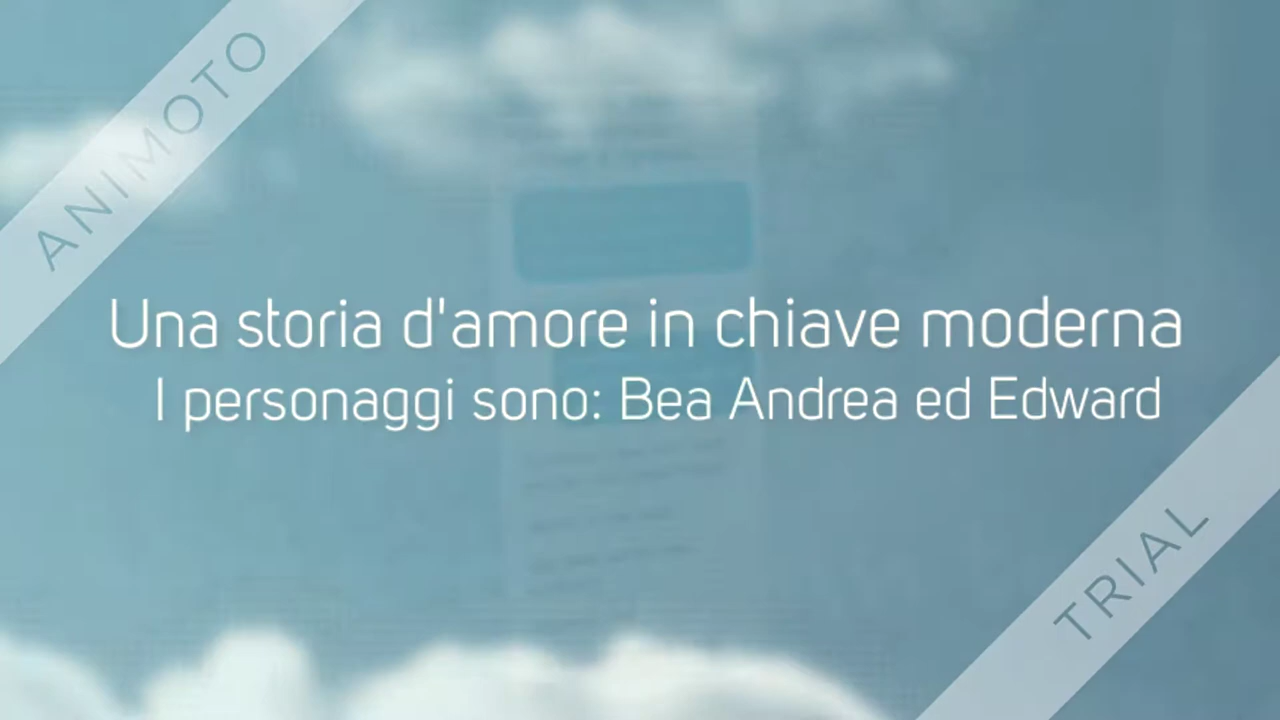 ANIMOTO
Una storia d'amore in chiave moderna
I personaggi sono: Bea Andrea ed Edward
TRIAL